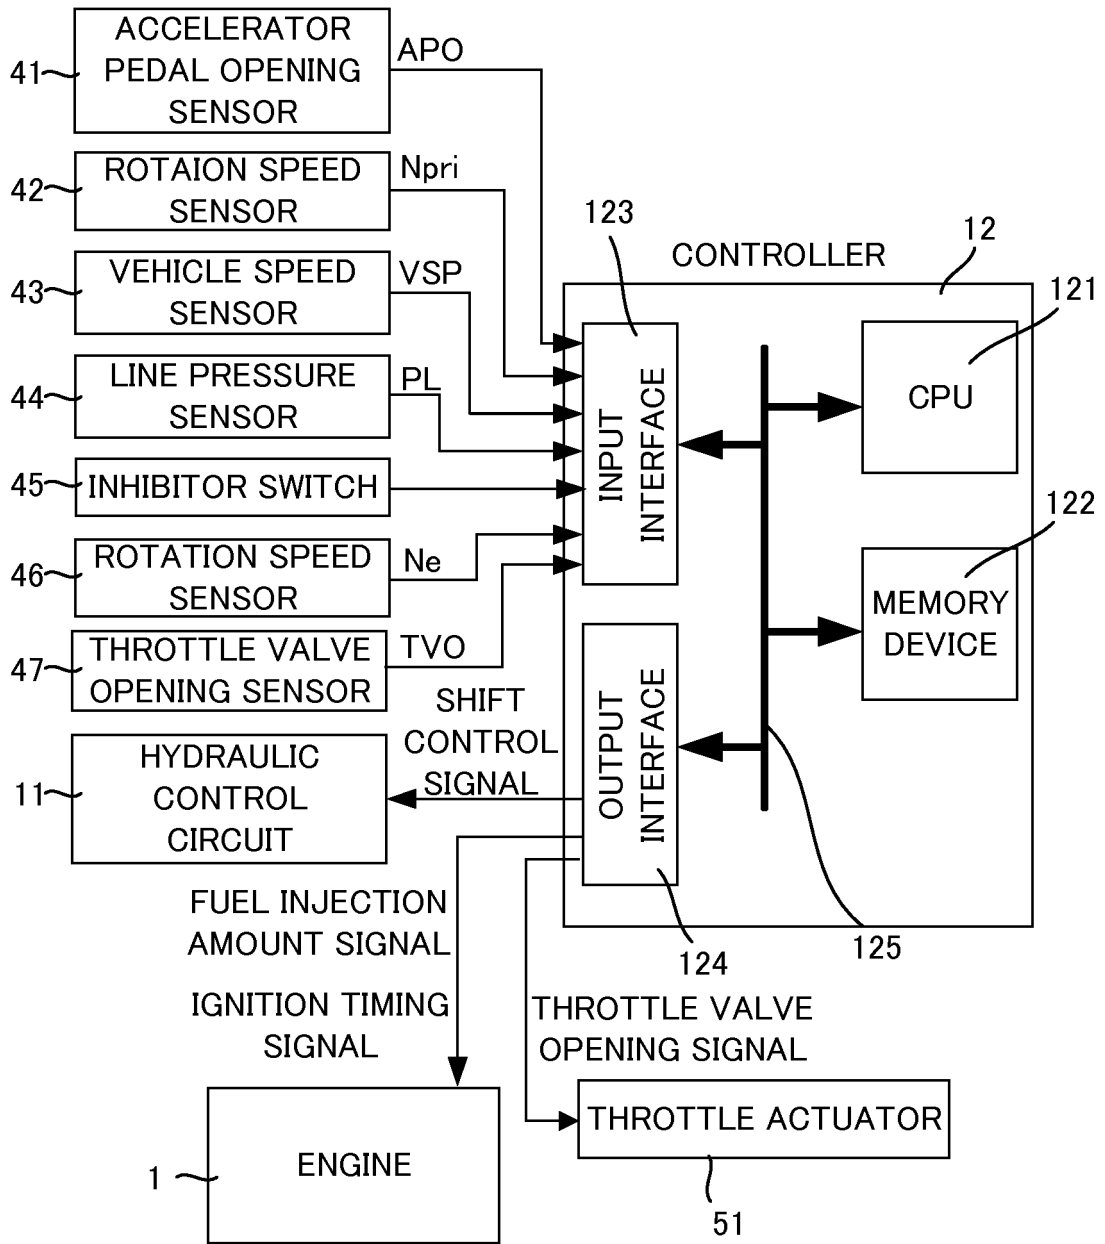 ACCELERATOR
PEDAL OPENING
SENSOR
41
APO
ROTAION SPEED
SENSOR
42
Npri
VEHICLE SPEED
SENSOR
43
VSP
LINE PRESSURE
SENSOR
44
PL
INHIBITOR SWITCH
45
ROTATION SPEED
SENSOR
46
Ne
THROTTLE VALVE
OPENING SENSOR
47
TVO
123
CONTROLLER
12
121
INPUT
INTERFACE
CPU
122
MEMORY
DEVICE
OUTPUT
INTERFACE
SHIFT
CONTROL
SIGNAL
HYDRAULIC
CONTROL
CIRCUIT
11
124
125
FUEL INJECTION
AMOUNT SIGNAL
IGNITION TIMING
SIGNAL
THROTTLE VALVE
OPENING SIGNAL
ENGINE
1
THROTTLE ACTUATOR
51